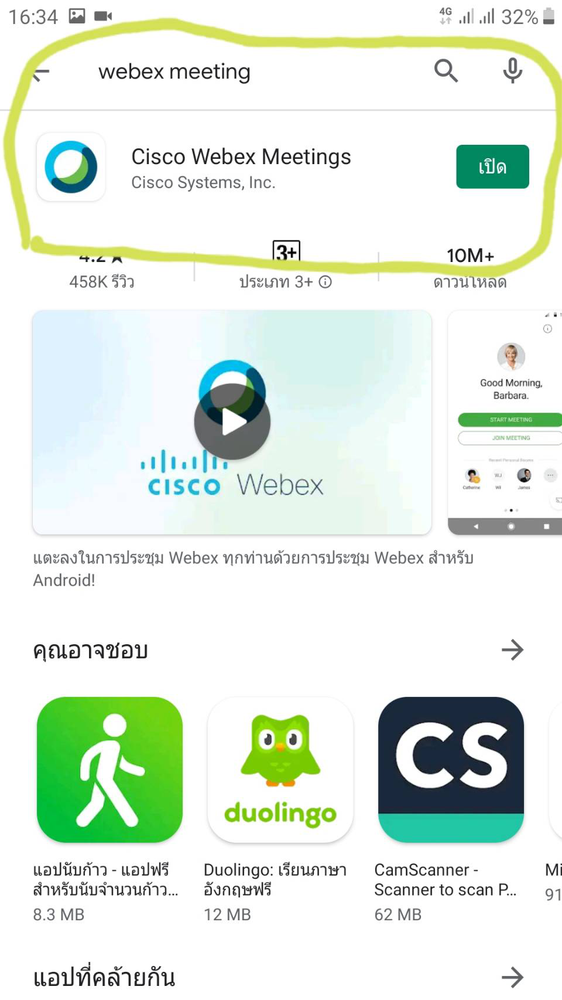 16:34
4G
32%
webex meeting
Cisco Webex Meetings
Cisco Systems, Inc.
เปิด
4.2 ★
3+
10M+
458K รีวิว
ประเภท 3+
ดาวน์โหลด
Good Morning,
Barbara.
START MEETING
JOIN MEETING
Recent Personal Rooms
WJ
Catherine
Wil
James
CISCO Webex
แตะลงในการประชุม Webex ทุกท่านด้วยการประชุม Webex สำหรับ
Android!
คุณอาจชอบ
duolingo
CS
แอปนับก้าว - แอปฟรี
สำหรับนับจำนวนก้าว...
8.3 MB
Duolingo: เรียนภาษา
อังกฤษฟรี
12 MB
CamScanner -
Scanner to scan P...
62 MB
Mi
91
แอปที่คล้ายกัน